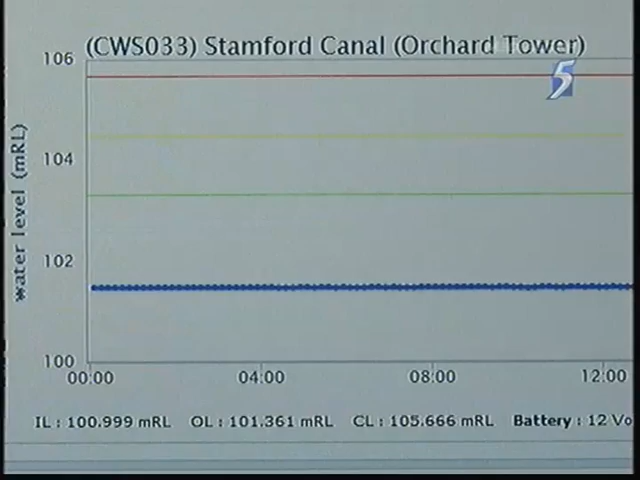 (CWS033) Stamford Canal (Orchard Tower)
5
water level (mRL)
106
104
102
100
00:00 04:00 08:00 12:00
IL : 100.999 mRL OL : 101.361 mRL CL : 105.666 mRL Battery : 12 Vo